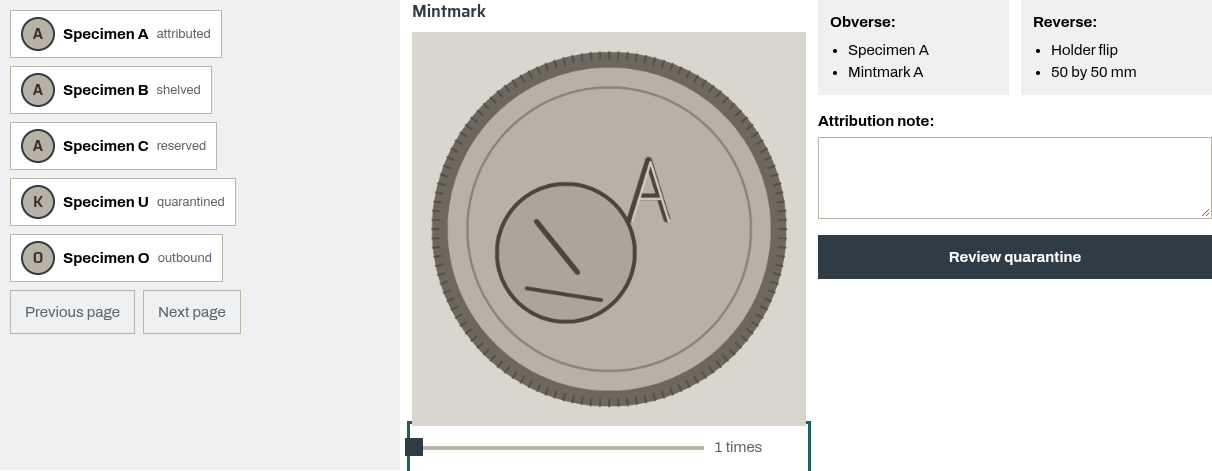 A Specimen A attributed
A Specimen B shelved
A Specimen C reserved
K Specimen U quarantined
O Specimen O outbound
Previous page Next page
Mintmark
A
1 times
Obverse:
Specimen A
Mintmark A
Reverse:
Holder flip
50 by 50 mm
Attribution note:
Review quarantine